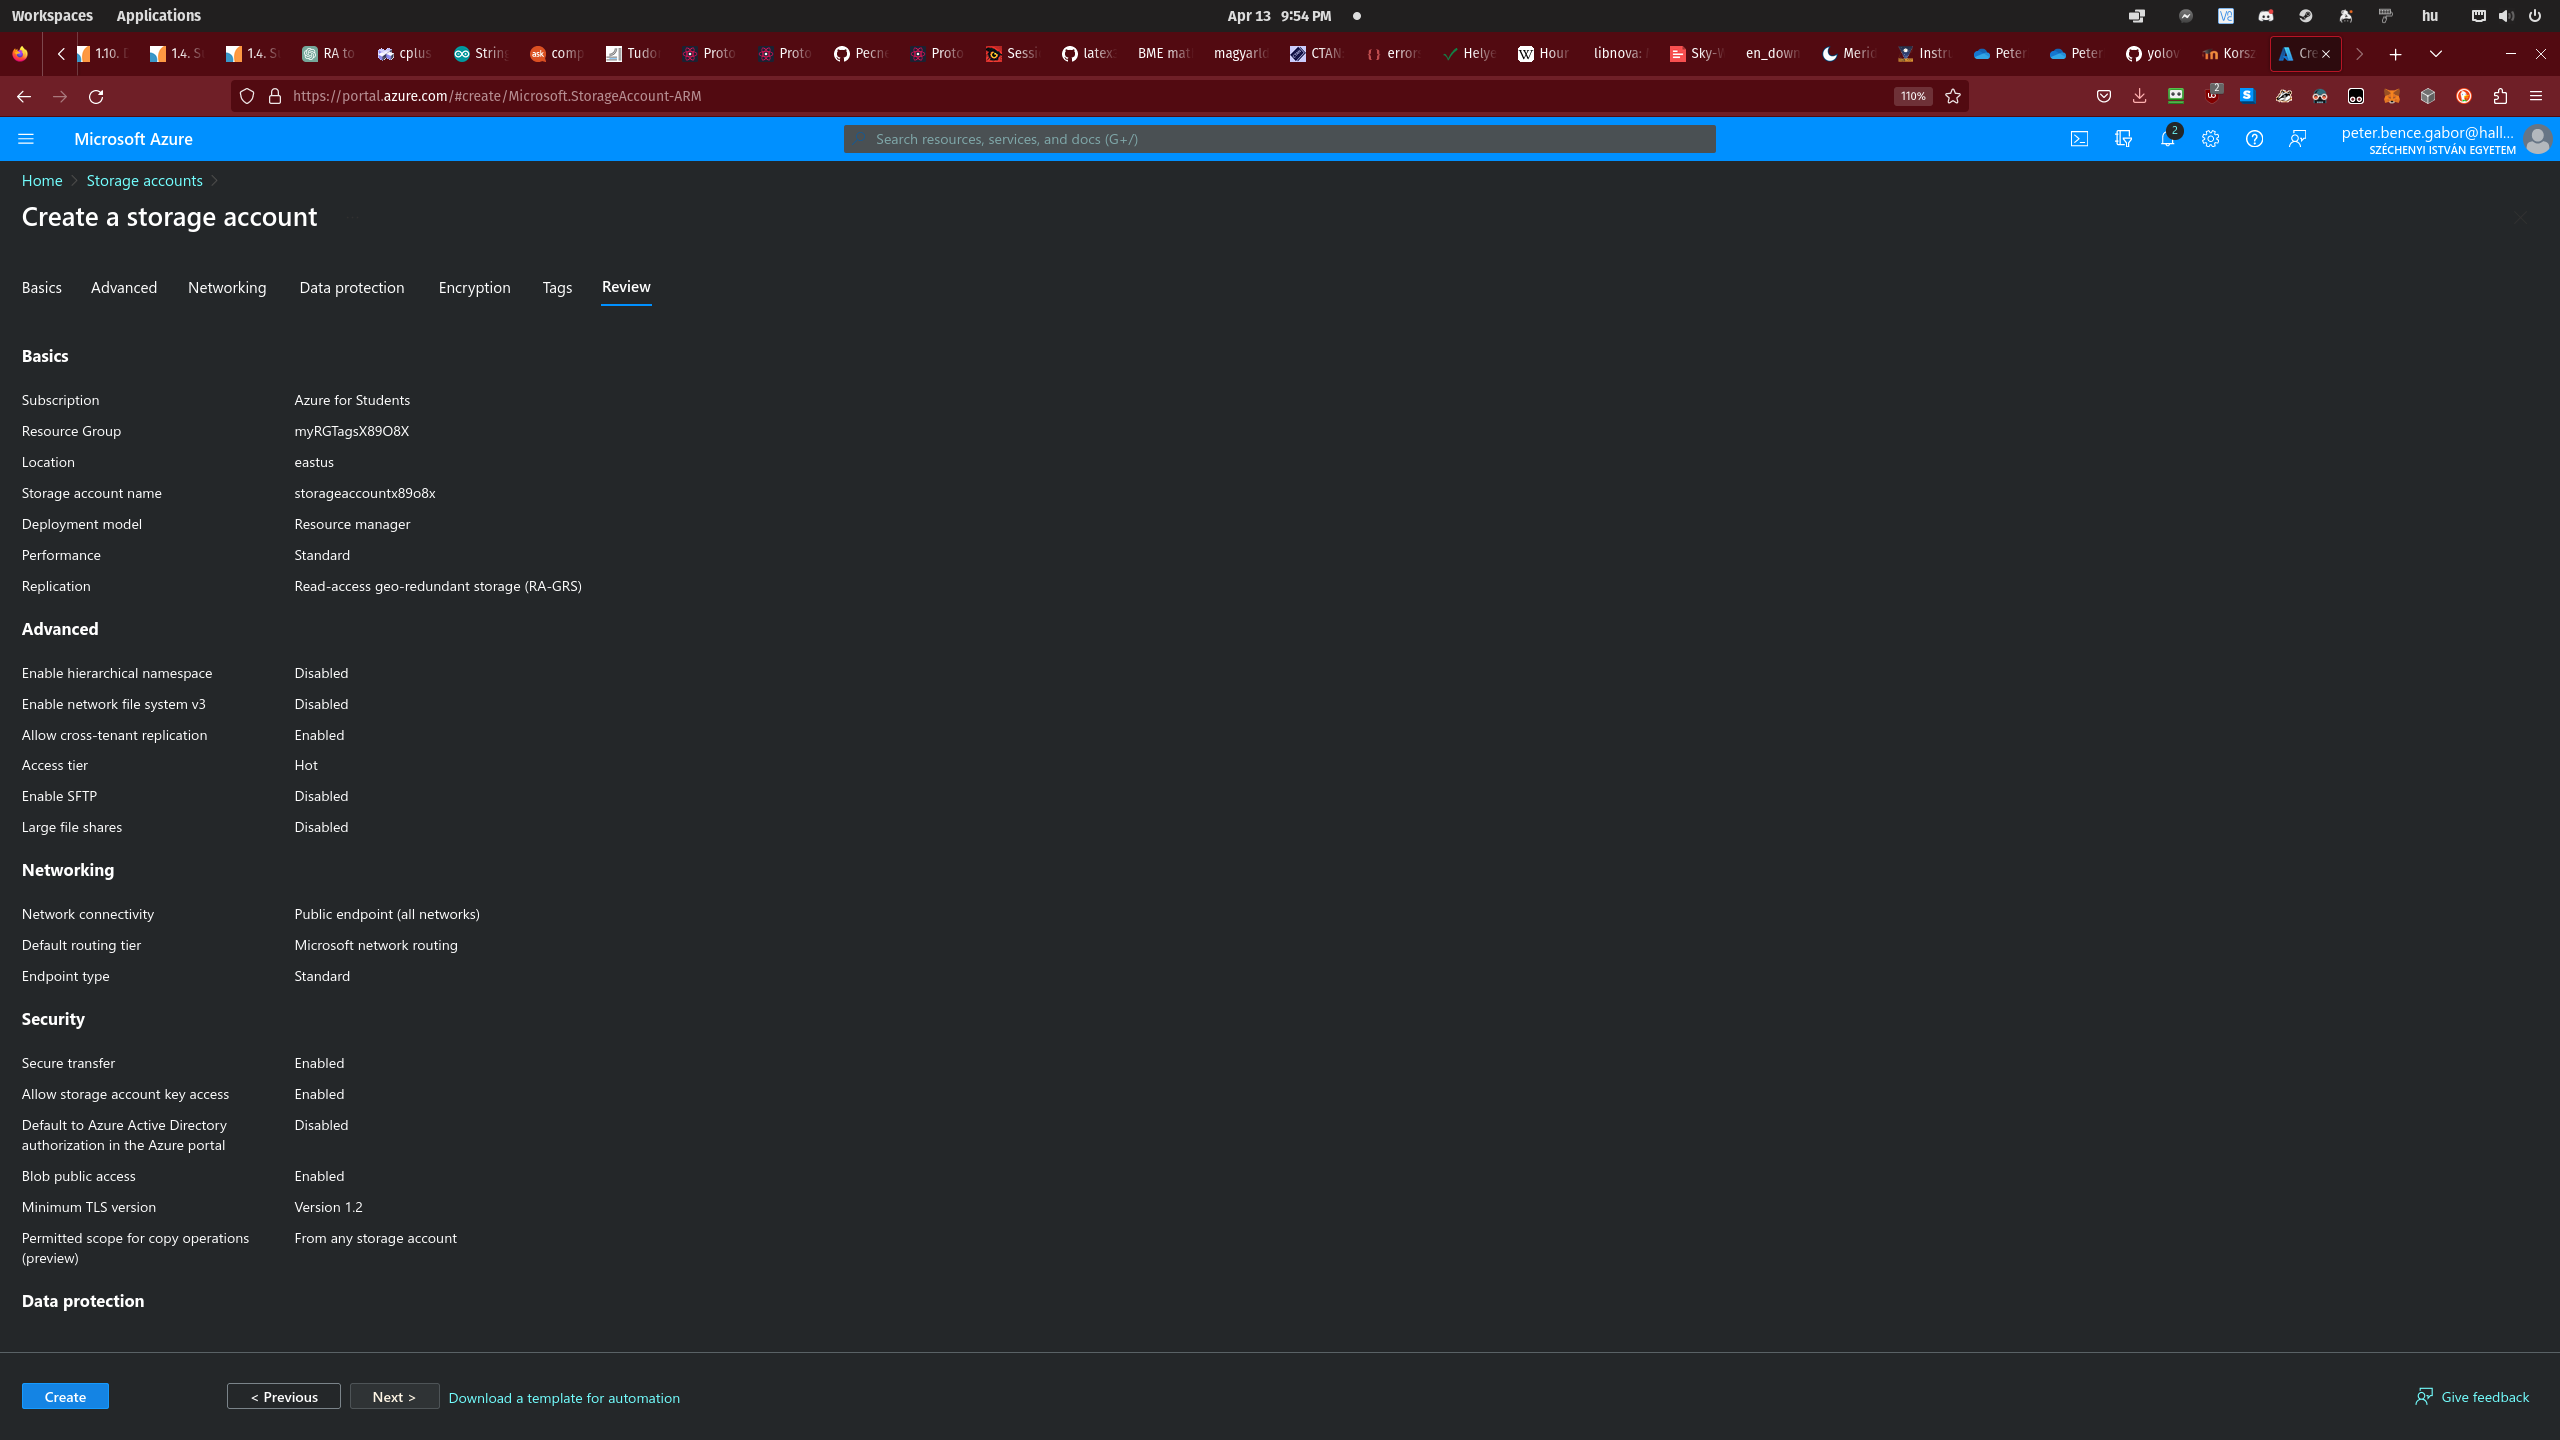 Workspaces Applications Apr 13 9:54 PM hu
1.10. 1.4. 1.4. RA to cplus String comp Tudo Proto Proto Pecne Proto Sessi latex BME mat magyarld CTAN: errors Helye Hour libnova: Sky-W en_down Merid Instru Peter Peter yolov Korsz Cre
https://portal.azure.com/#create/Microsoft.StorageAccount-ARM 110% 2
Microsoft Azure Search resources, services, and docs (G+/) 2 peter.bence.gabor@hall...
SZÉCHENYI ISTVÁN EGYETEM
Home > Storage accounts >
Create a storage account
Basics Advanced Networking Data protection Encryption Tags Review
Basics
Subscription Azure for Students
Resource Group myRGTagsX89O8X
Location eastus
Storage account name storageaccountx89o8x
Deployment model Resource manager
Performance Standard
Replication Read-access geo-redundant storage (RA-GRS)
Advanced
Enable hierarchical namespace Disabled
Enable network file system v3 Disabled
Allow cross-tenant replication Enabled
Access tier Hot
Enable SFTP Disabled
Large file shares Disabled
Networking
Network connectivity Public endpoint (all networks)
Default routing tier Microsoft network routing
Endpoint type Standard
Security
Secure transfer Enabled
Allow storage account key access Enabled
Default to Azure Active Directory Disabled
authorization in the Azure portal
Blob public access Enabled
Minimum TLS version Version 1.2
Permitted scope for copy operations From any storage account
(preview)
Data protection
Create < Previous Next > Download a template for automation Give feedback